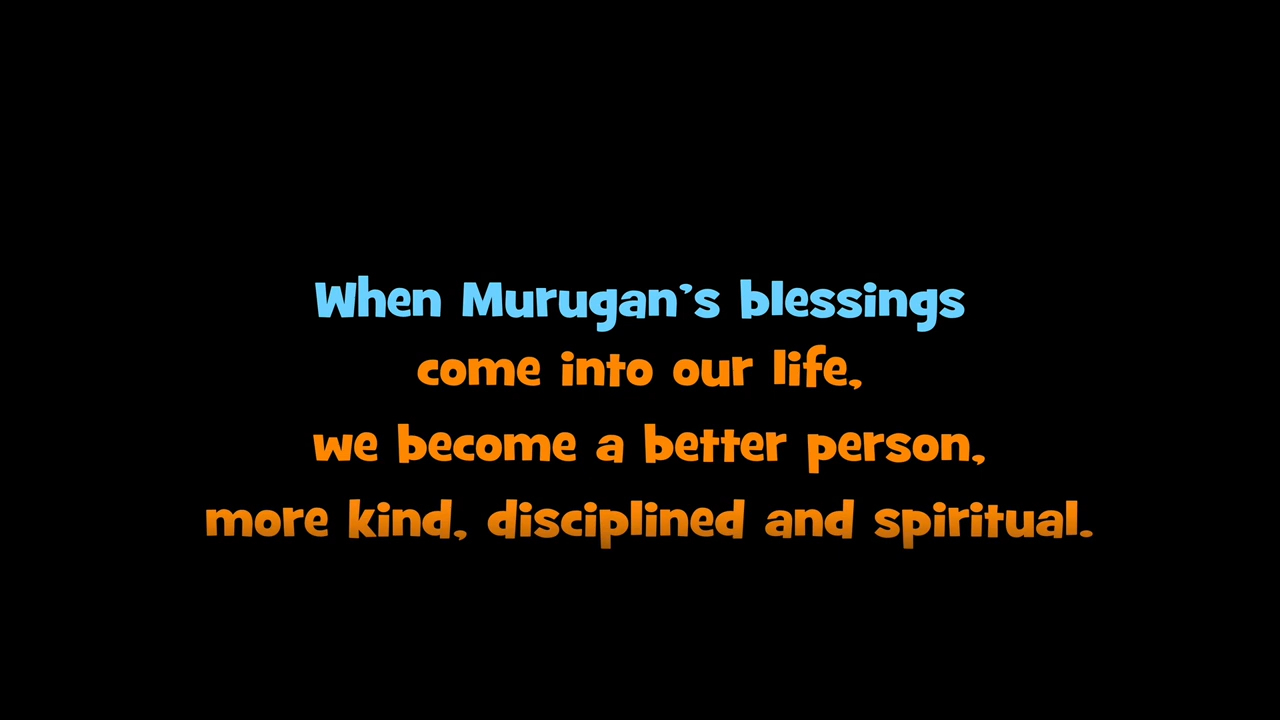 When Murugan's blessings
come into our life,
we become a better person,
more kind, disciplined and spiritual.